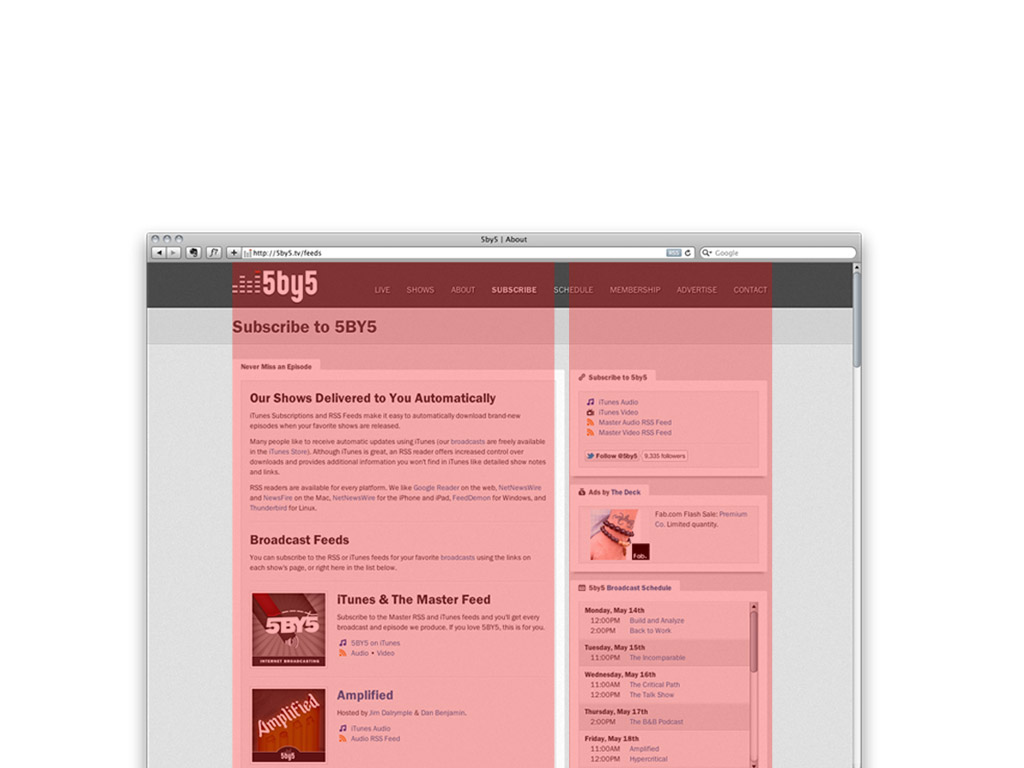 5by5 | About
http://5by5.tv/feeds
RSS
Google
5by5
LIVE SHOWS ABOUT SUBSCRIBE SCHEDULE MEMBERSHIP ADVERTISE CONTACT
Subscribe to 5BY5
Never Miss an Episode
Our Shows Delivered to You Automatically
iTunes Subscriptions and RSS Feeds make it easy to automatically download brand-new
episodes when your favorite shows are released.
Many people like to receive automatic updates using iTunes (our broadcasts are freely available
in the iTunes Store). Although iTunes is great, an RSS reader offers increased control over
downloads and provides additional information you won't find in iTunes like detailed show notes
and links.
RSS readers are available for every platform. We like Google Reader on the web, NetNewsWire
and NewsFire on the Mac, NetNewsWire for the iPhone and iPad, FeedDemon for Windows, and
Thunderbird for Linux.
Broadcast Feeds
You can subscribe to the RSS or iTunes feeds for your favorite broadcasts using the links on
each show's page, or right here in the list below.
5BY5
INTERNET BROADCASTING
iTunes & The Master Feed
Subscribe to the Master RSS and iTunes feeds and you'll get every
broadcast and episode we produce. If you love 5BY5, this is for you.
5BY5 on iTunes
Audio • Video
Amplified
5by5
Amplified
Hosted by Jim Dalrymple & Dan Benjamin.
iTunes Audio
Audio RSS Feed
Subscribe to 5by5
iTunes Audio
iTunes Video
Master Audio RSS Feed
Master Video RSS Feed
Follow @5by5 9,335 followers
Ads by The Deck
Fab.
Fab.com Flash Sale: Premium
Co. Limited quantity.
5by5 Broadcast Schedule
Monday, May 14th
12:00PM Build and Analyze
2:00PM Back to Work
Tuesday, May 15th
11:00PM The Incomparable
Wednesday, May 16th
11:00AM The Critical Path
12:00PM The Talk Show
Thursday, May 17th
2:00PM The B&B Podcast
Friday, May 18th
11:00AM Amplified
12:00PM Hypercritical